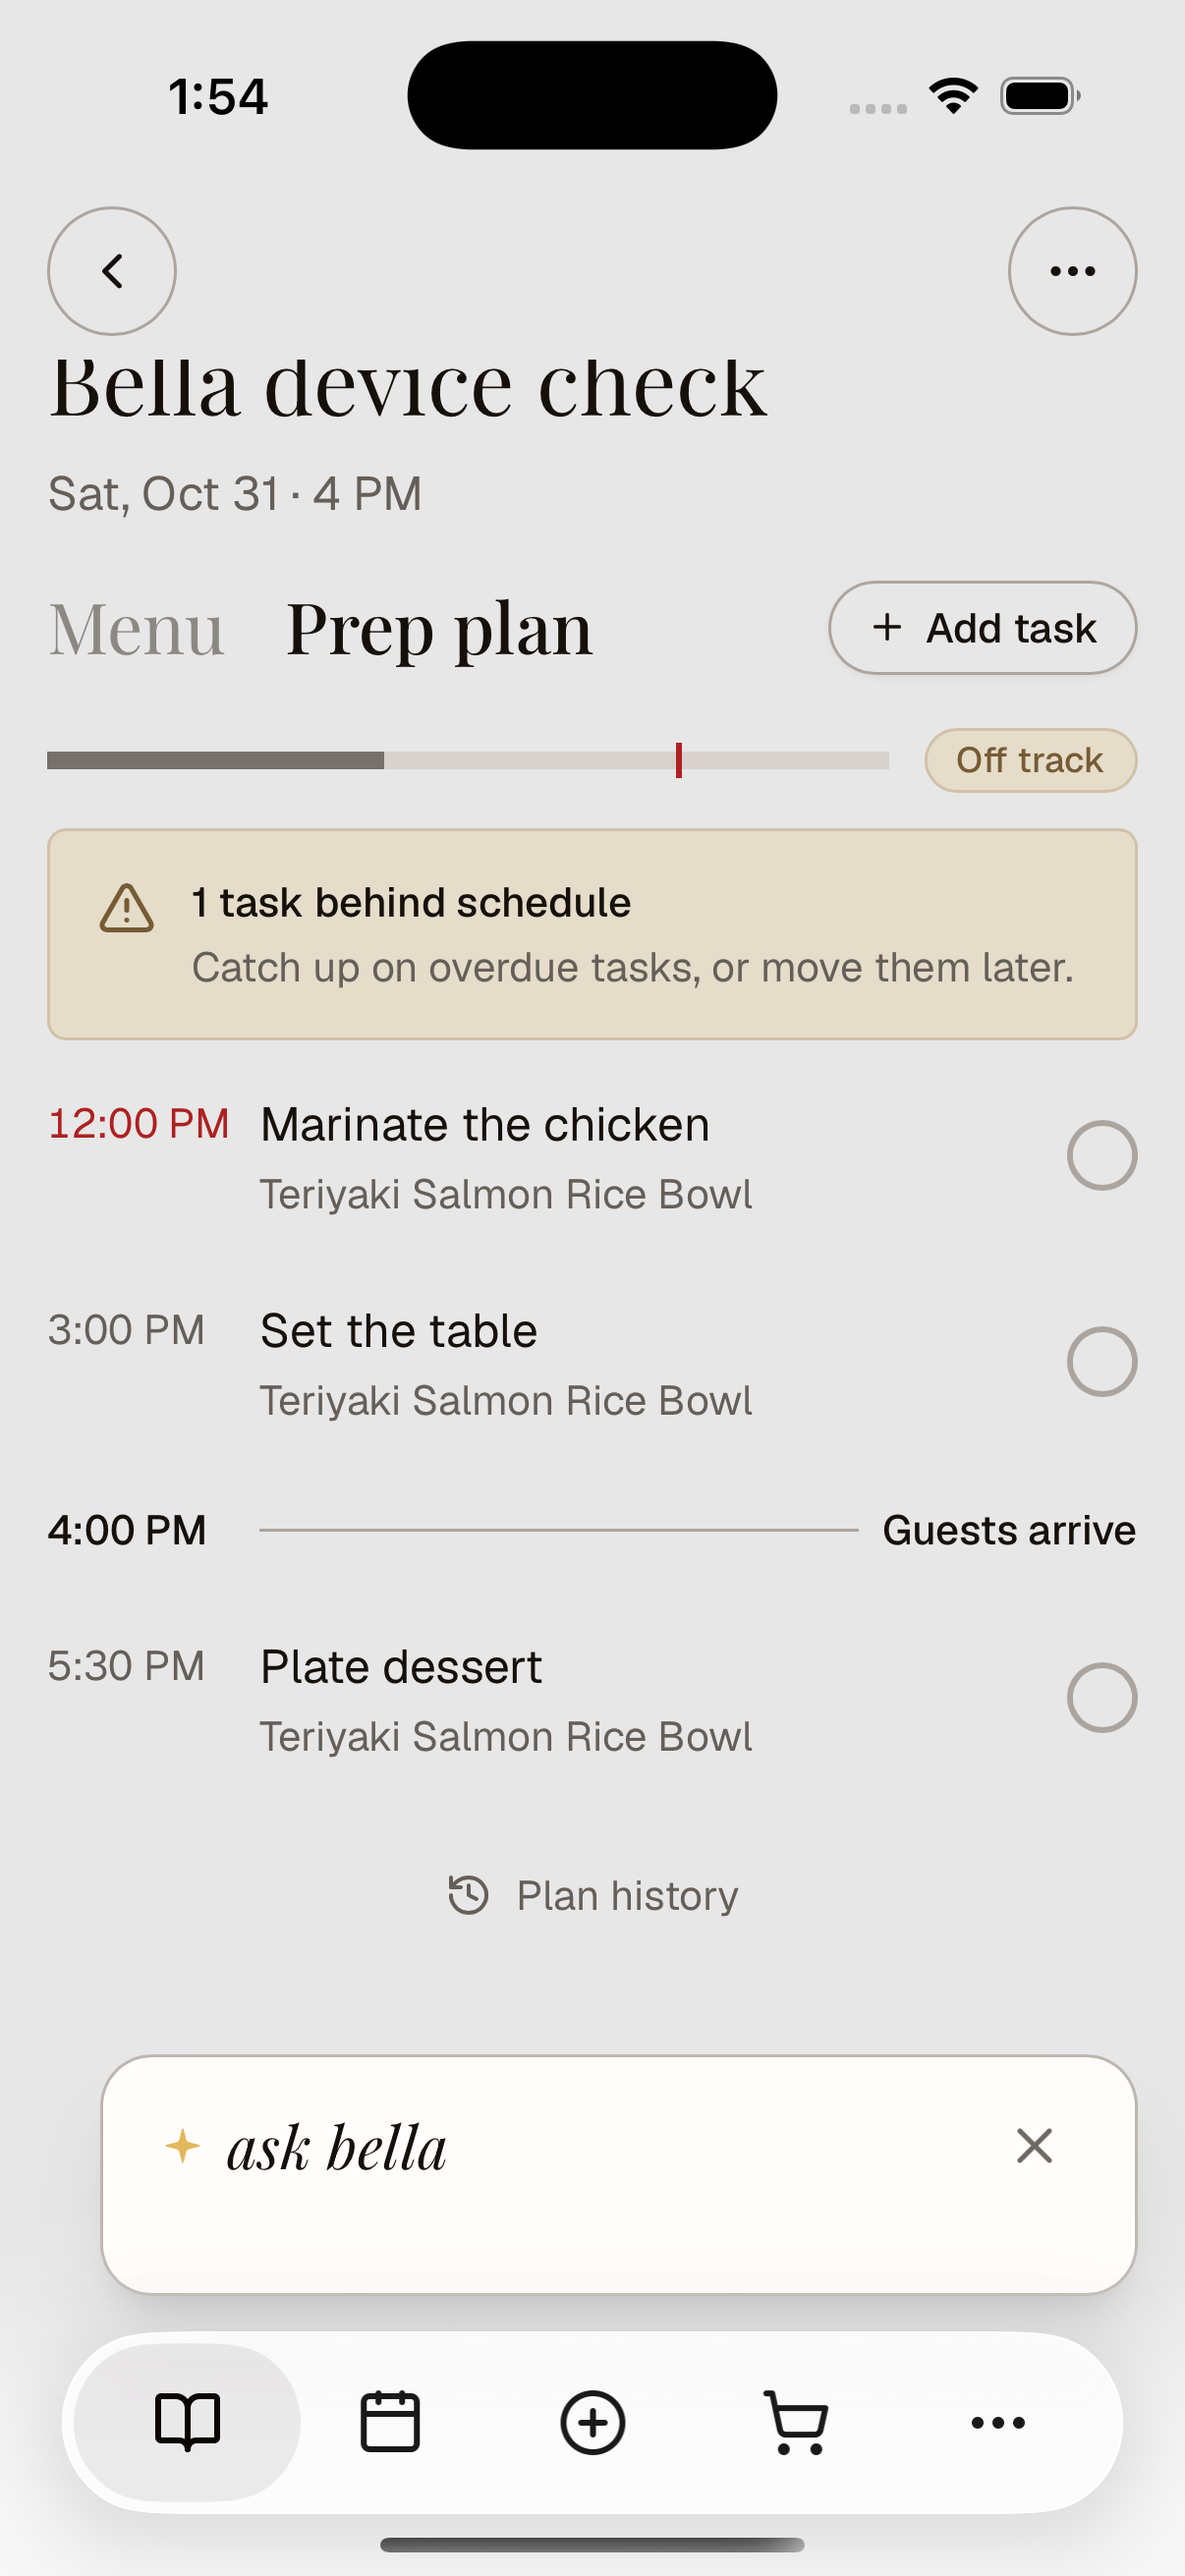 1:54
Bella device check
Sat, Oct 31 · 4 PM
Menu Prep plan + Add task
Off track
1 task behind schedule
Catch up on overdue tasks, or move them later.
12:00 PM Marinate the chicken
Teriyaki Salmon Rice Bowl
3:00 PM Set the table
Teriyaki Salmon Rice Bowl
4:00 PM Guests arrive
5:30 PM Plate dessert
Teriyaki Salmon Rice Bowl
Plan history
ask bella